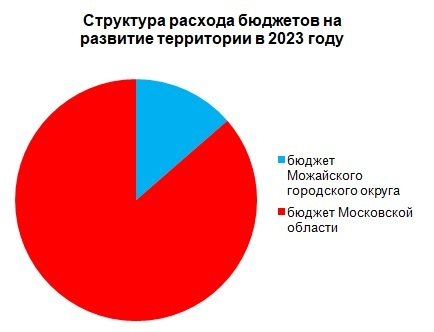 Структура расхода бюджетов на
развитие территории в 2023 году
бюджет
Можайского
городского округа
бюджет Московской
области